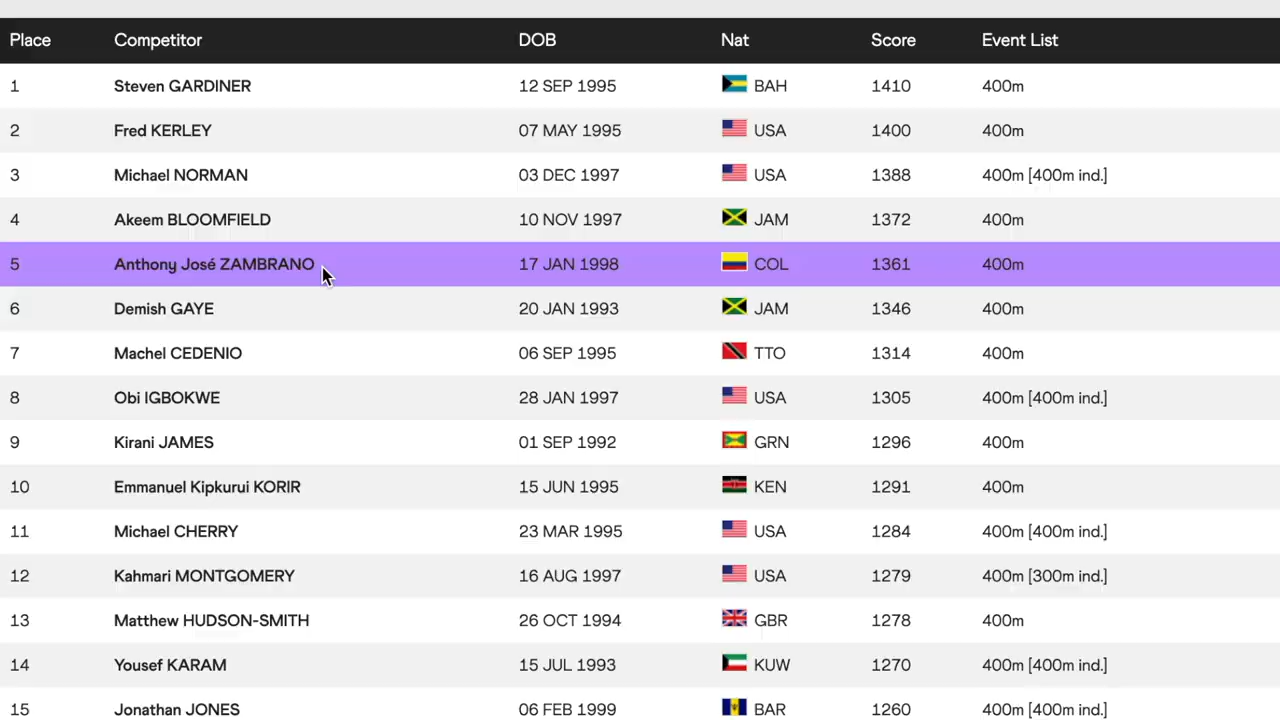 Place Competitor DOB Nat Score Event List
1 Steven GARDINER 12 SEP 1995 BAH 1410 400m
2 Fred KERLEY 07 MAY 1995 USA 1400 400m
3 Michael NORMAN 03 DEC 1997 USA 1388 400m [400m ind.]
4 Akeem BLOOMFIELD 10 NOV 1997 JAM 1372 400m
5 Anthony José ZAMBRANO 17 JAN 1998 COL 1361 400m
6 Demish GAYE 20 JAN 1993 JAM 1346 400m
7 Machel CEDENIO 06 SEP 1995 TTO 1314 400m
8 Obi IGBOKWE 28 JAN 1997 USA 1305 400m [400m ind.]
9 Kirani JAMES 01 SEP 1992 GRN 1296 400m
10 Emmanuel Kipkurui KORIR 15 JUN 1995 KEN 1291 400m
11 Michael CHERRY 23 MAR 1995 USA 1284 400m [400m ind.]
12 Kahmari MONTGOMERY 16 AUG 1997 USA 1279 400m [300m ind.]
13 Matthew HUDSON-SMITH 26 OCT 1994 GBR 1278 400m
14 Yousef KARAM 15 JUL 1993 KUW 1270 400m [400m ind.]
15 Jonathan JONES 06 FEB 1999 BAR 1260 400m [400m ind.]